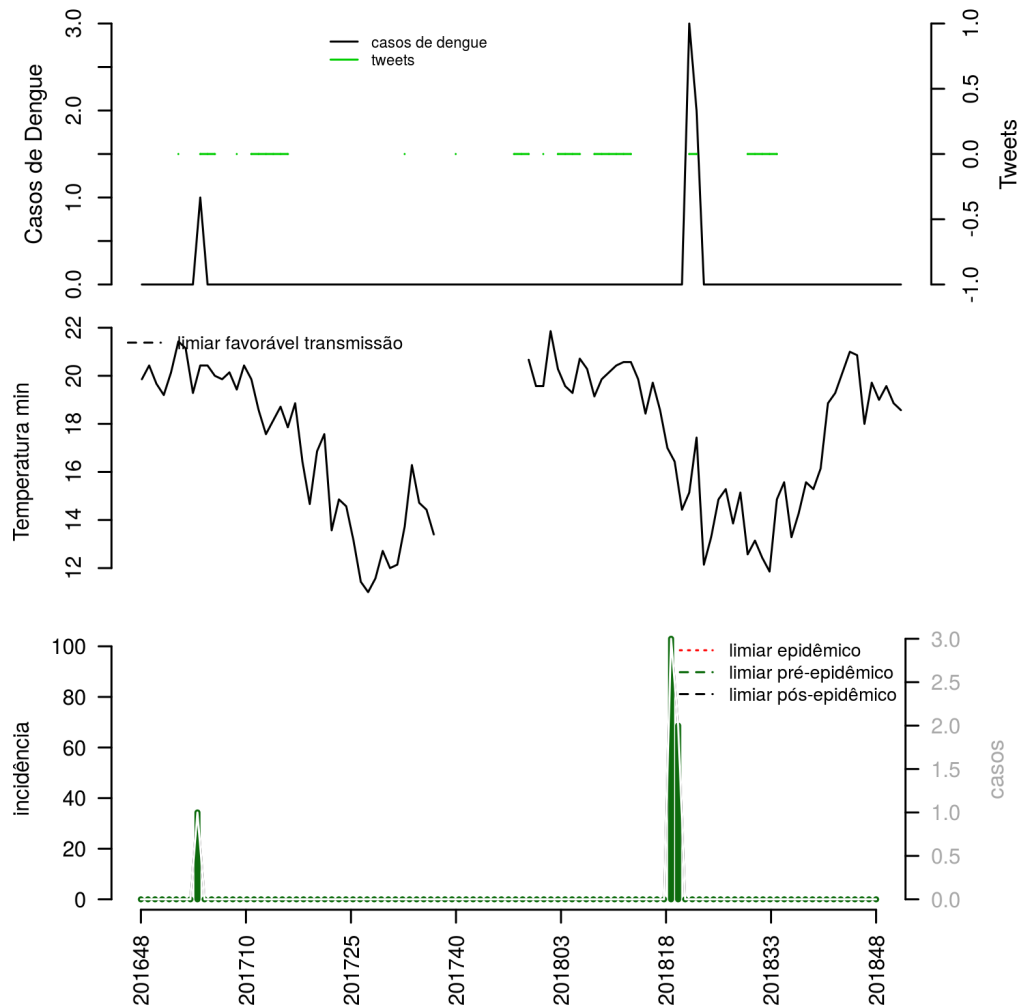 casos de dengue
tweets
Casos de Dengue
0.0 1.0 2.0 3.0
Tweets
-1.0 -0.5 0.0 0.5 1.0
limiar favorável transmissão
Temperatura min
12 14 16 18 20 22
limiar epidêmico
limiar pré-epidêmico
limiar pós-epidêmico
incidência
0 20 40 60 80 100
casos
0.0 0.5 1.0 1.5 2.0 2.5 3.0
201648 201710 201725 201740 201803 201818 201833 201848